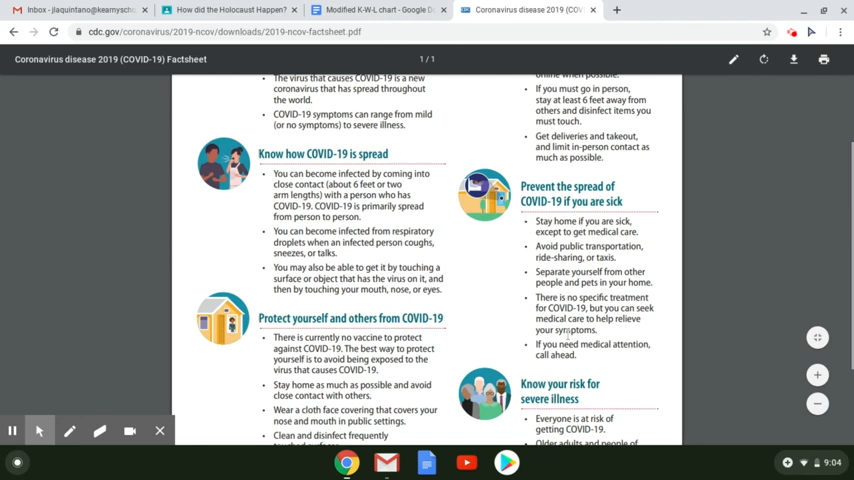 Inbox - jlaquintano@kearnyscho
How did the Holocaust Happen?
Modified K-W-L chart - Google D
Coronavirus disease 2019 (COVI
cdc.gov/coronavirus/2019-ncov/downloads/2019-ncov-factsheet.pdf
Coronavirus disease 2019 (COVID-19) Factsheet
1 / 1
• The virus that causes COVID-19 is a new
coronavirus that has spread throughout
the world.
• COVID-19 symptoms can range from mild
(or no symptoms) to severe illness.
Know how COVID-19 is spread
• You can become infected by coming into
close contact (about 6 feet or two
arm lengths) with a person who has
COVID-19. COVID-19 is primarily spread
from person to person.
• You can become infected from respiratory
droplets when an infected person coughs,
sneezes, or talks.
• You may also be able to get it by touching a
surface or object that has the virus on it, and
then by touching your mouth, nose, or eyes.
Protect yourself and others from COVID-19
• There is currently no vaccine to protect
against COVID-19. The best way to protect
yourself is to avoid being exposed to the
virus that causes COVID-19.
• Stay home as much as possible and avoid
close contact with others.
• Wear a cloth face covering that covers your
nose and mouth in public settings.
• Clean and disinfect frequently
online when possible.
• If you must go in person,
stay at least 6 feet away from
others and disinfect items you
must touch.
• Get deliveries and takeout,
and limit in-person contact as
much as possible.
Prevent the spread of
COVID-19 if you are sick
• Stay home if you are sick,
except to get medical care.
• Avoid public transportation,
ride-sharing, or taxis.
• Separate yourself from other
people and pets in your home.
• There is no specific treatment
for COVID-19, but you can seek
medical care to help relieve
your symptoms.
• If you need medical attention,
call ahead.
Know your risk for
severe illness
• Everyone is at risk of
getting COVID-19.
• Older adults and people of
9:04